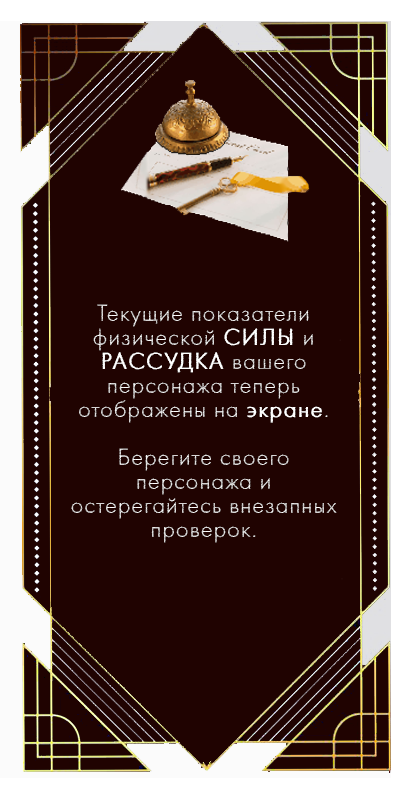 Текущие показатели
физической СИЛЫ и
РАССУДКА вашего
персонажа теперь
отображены на экране.
Берегите своего
персонажа и
остерегайтесь внезапных
проверок.